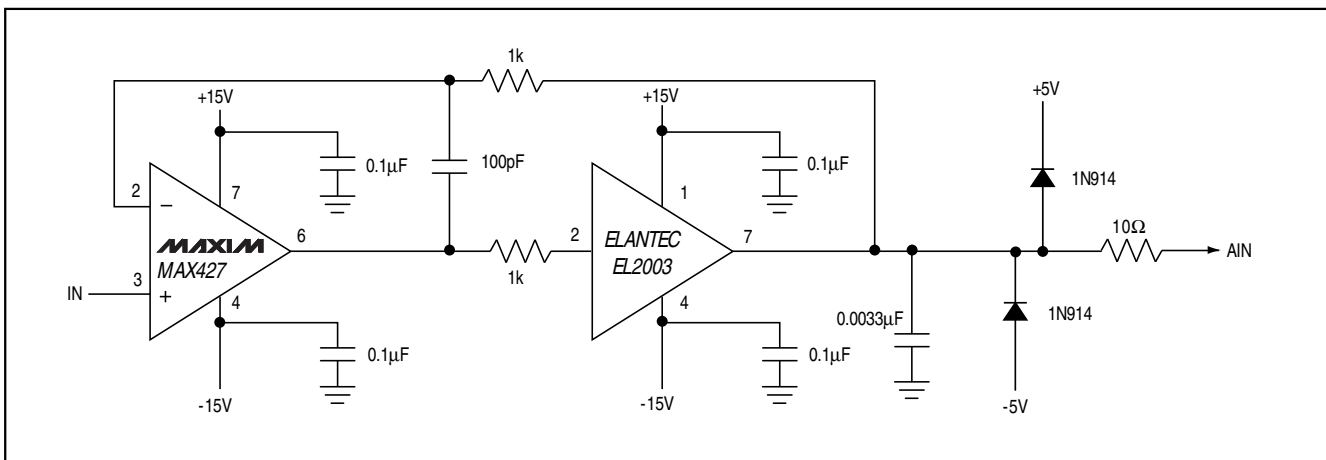 1k
+15V
+15V
+5V
0.1µF
100pF
0.1µF
1N914
2
7
1
−
MAXIM
MAX427
6
2
ELANTEC
EL2003
7
10Ω
AIN
3
+
IN
1k
4
4
0.0033µF
1N914
0.1µF
0.1µF
-15V
-15V
-5V